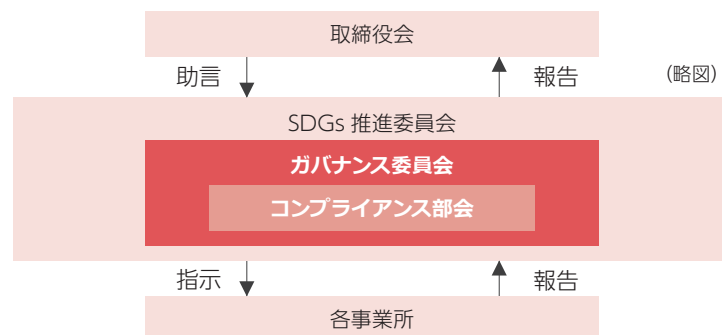 取締役会
助言
報告
(略図)
SDGs 推進委員会
ガバナンス委員会
コンプライアンス部会
指示
報告
各事業所